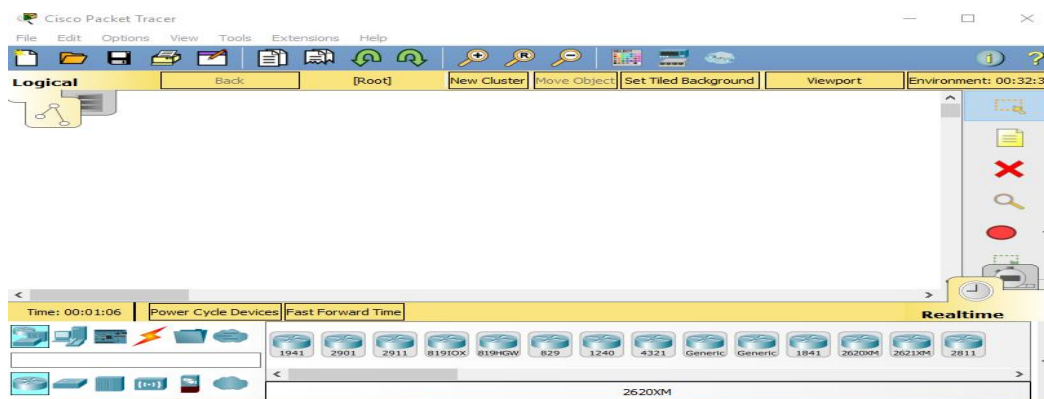 Cisco Packet Tracer
File Edit Options View Tools Extensions Help
R
Logical Back [Root] New Cluster Move Object Set Tiled Background Viewport Environment: 00:32:3
Time: 00:01:06 Power Cycle Devices Fast Forward Time Realtime
1941 2901 2911 819IOX 819HGW 829 1240 4321 Generic Generic 1841 2620XM 2621XM 2811
2620XM